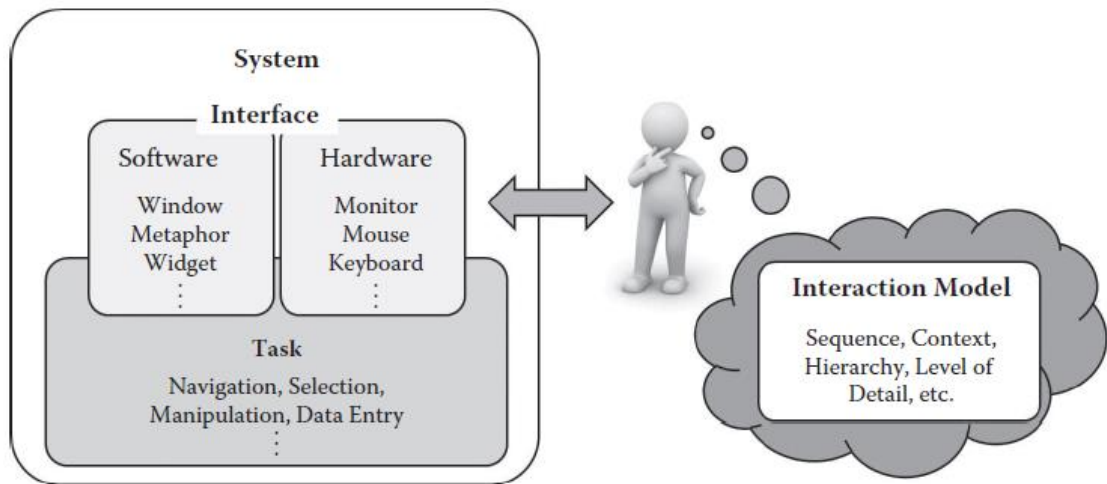 System
Interface
Software
Window
Metaphor
Widget
⋮
Hardware
Monitor
Mouse
Keyboard
⋮
Task
Navigation, Selection,
Manipulation, Data Entry
⋮
Interaction Model
Sequence, Context,
Hierarchy, Level of
Detail, etc.